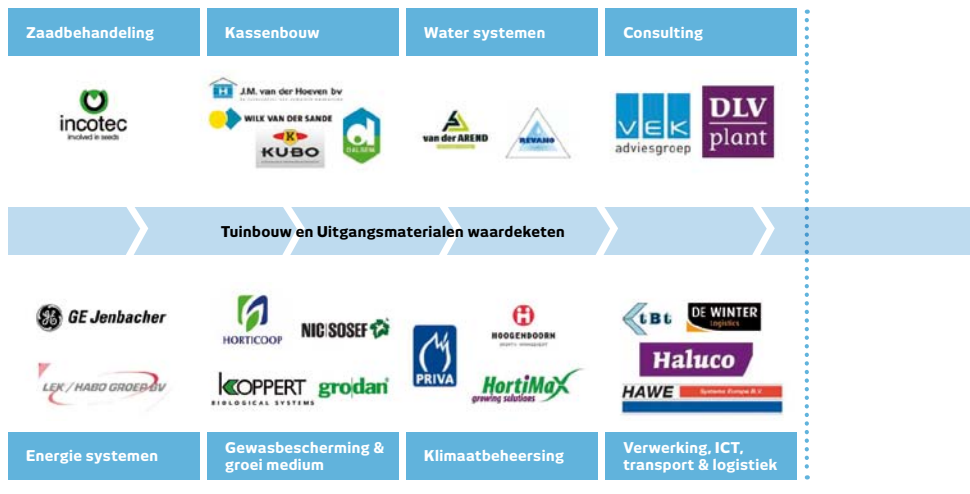 Zaadbehandeling
Kassenbouw
Water systemen
Consulting
incotec
involved in seeds
J.M. van der Hoeven bv
WILK VAN DER SANDE
KUBO
DALSEM
van der AREND
REVAHO
VEK
adviesgroep
DLV
plant
Tuinbouw en Uitgangsmaterialen waardeketen
GE Jenbacher
LEK / HABO GROEP BV
HORTICOOP
NIC SOSEF
KOPPERT
BIOLOGICAL SYSTEMS
grodan
PRIVA
HOOGENDOORN
HortiMaX
growing solutions
tBt
DE WINTER
Logistics
Haluco
HAWE Systems Europe B.V.
Energie systemen
Gewasbescherming &
groei medium
Klimaatbeheersing
Verwerking, ICT,
transport & logistiek